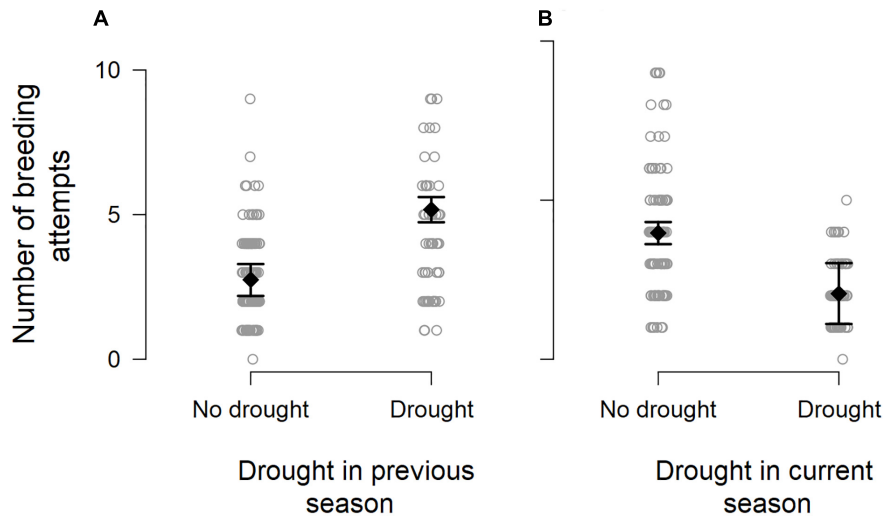 A
B
Number of breeding
attempts
10
5
0
No drought
Drought
No drought
Drought
Drought in previous
season
Drought in current
season